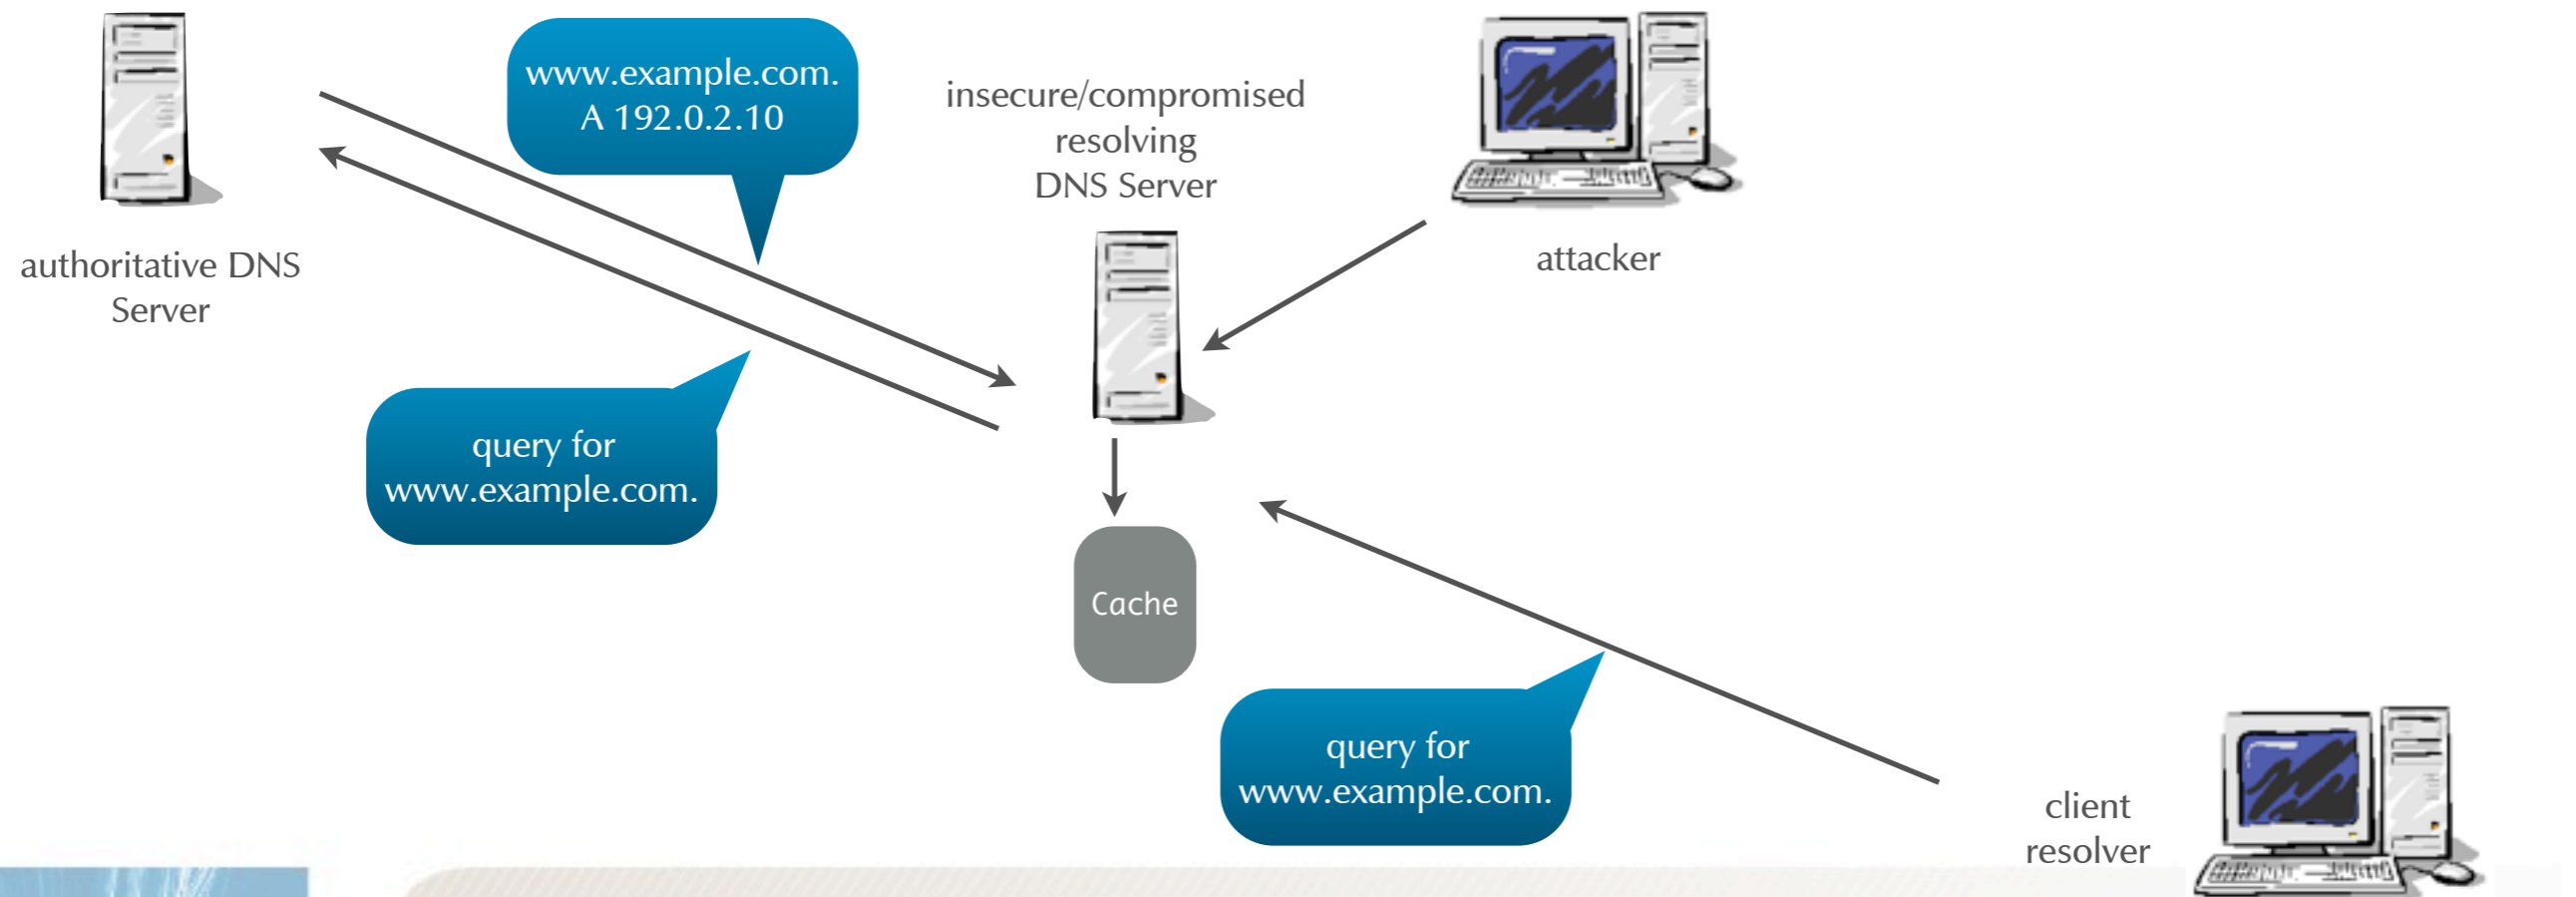 www.example.com.
A 192.0.2.10
insecure/compromised
resolving
DNS Server
attacker
authoritative DNS
Server
query for
www.example.com.
Cache
query for
www.example.com.
client
resolver